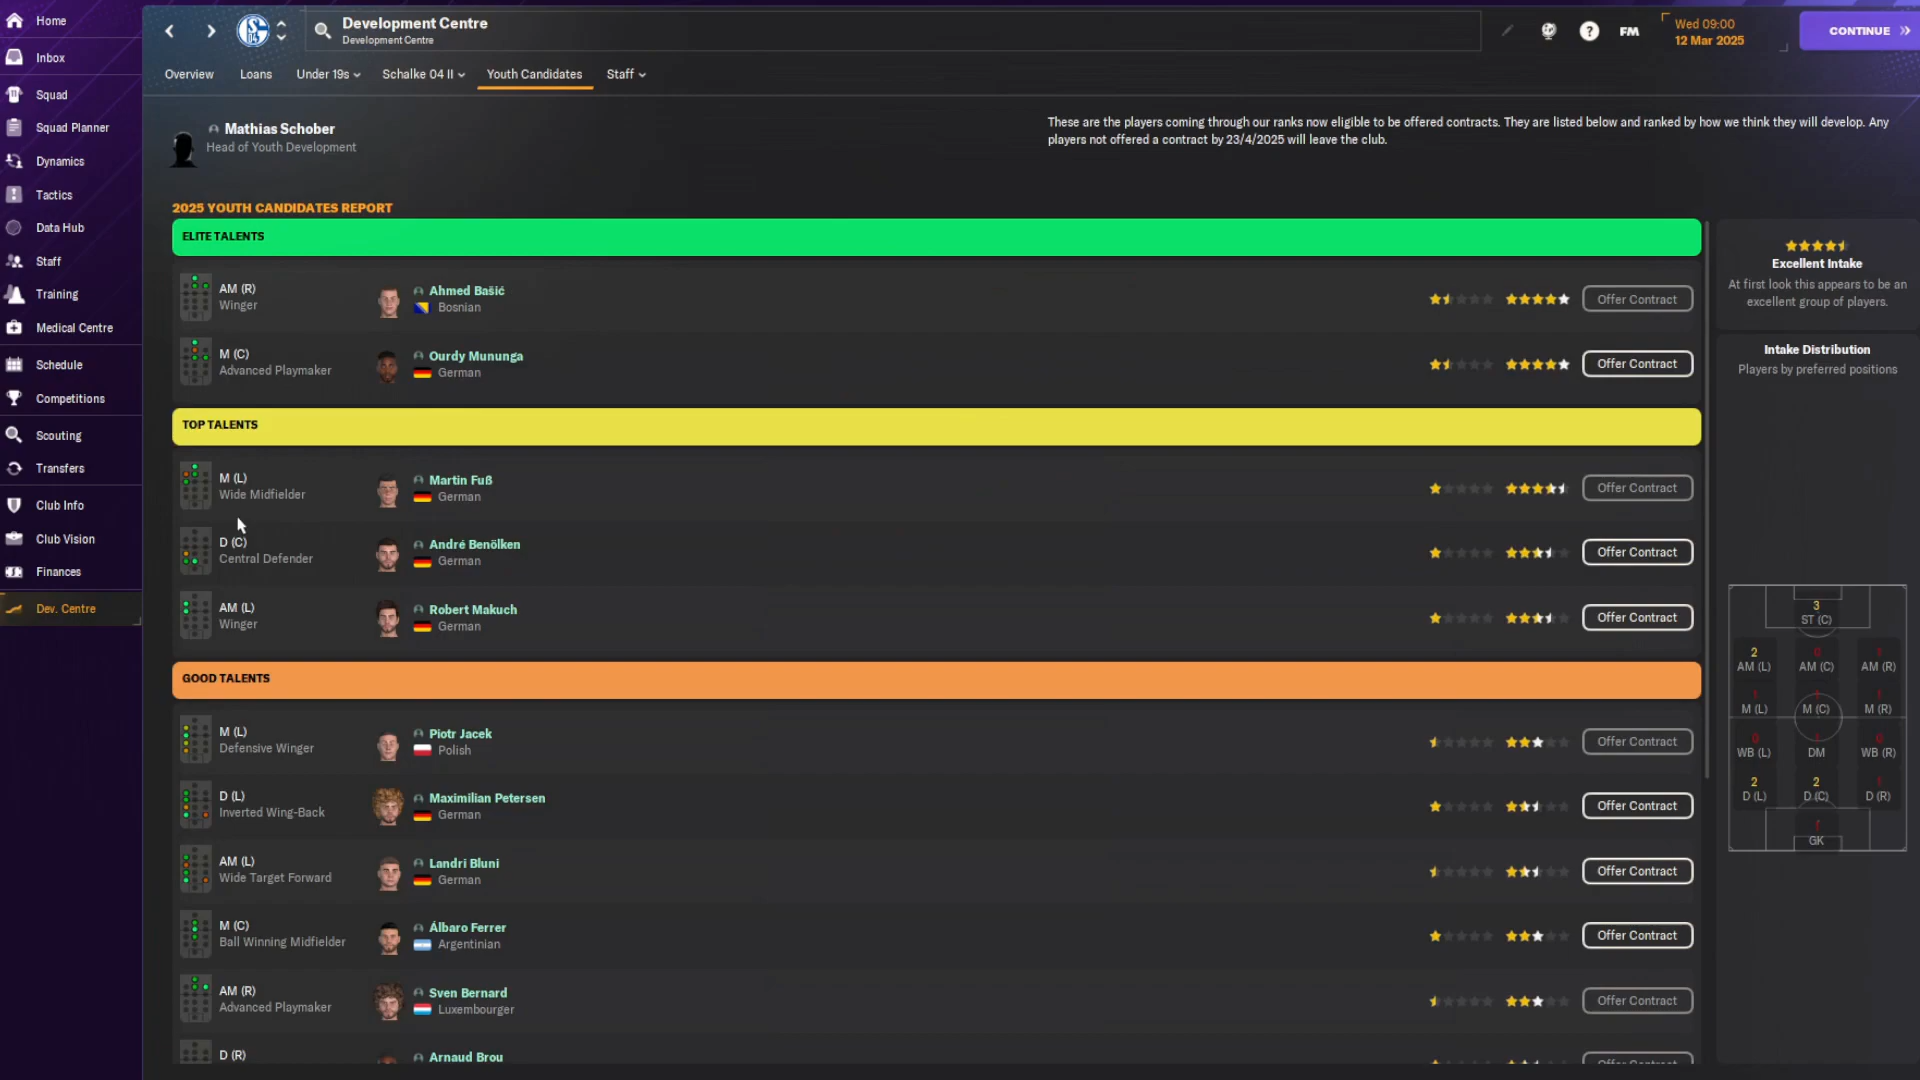 Home
Inbox
Squad
Squad Planner
Dynamics
Tactics
Data Hub
Staff
Training
Medical Centre
Schedule
Competitions
Scouting
Transfers
Club Info
Club Vision
Finances
Dev. Centre
Development Centre
Development Centre
FM
Wed 09:00
12 Mar 2025
CONTINUE
Overview
Loans
Under 19s
Schalke 04 II
Youth Candidates
Staff
Mathias Schober
Head of Youth Development
These are the players coming through our ranks now eligible to be offered contracts. They are listed below and ranked by how we think they will develop. Any
players not offered a contract by 23/4/2025 will leave the club.
2025 YOUTH CANDIDATES REPORT
ELITE TALENTS
AM (R)
Winger
Ahmed Bašić
Bosnian
Offer Contract
M (C)
Advanced Playmaker
Ourdy Mununga
German
Offer Contract
TOP TALENTS
M (L)
Wide Midfielder
Martin Fuß
German
Offer Contract
D (C)
Central Defender
André Benölken
German
Offer Contract
AM (L)
Winger
Robert Makuch
German
Offer Contract
GOOD TALENTS
M (L)
Defensive Winger
Piotr Jacek
Polish
Offer Contract
D (L)
Inverted Wing-Back
Maximilian Petersen
German
Offer Contract
AM (L)
Wide Target Forward
Landri Bluni
German
Offer Contract
M (C)
Ball Winning Midfielder
Álbaro Ferrer
Argentinian
Offer Contract
AM (R)
Advanced Playmaker
Sven Bernard
Luxembourger
Offer Contract
D (R)
Arnaud Brou
Offer Contract
Excellent Intake
At first look this appears to be an
excellent group of players.
Intake Distribution
Players by preferred positions
3
ST (C)
2
AM (L)
0
AM (C)
1
AM (R)
1
M (L)
M (C)
1
M (R)
0
WB (L)
DM
0
WB (R)
2
D (L)
2
D (C)
1
D (R)
1
GK